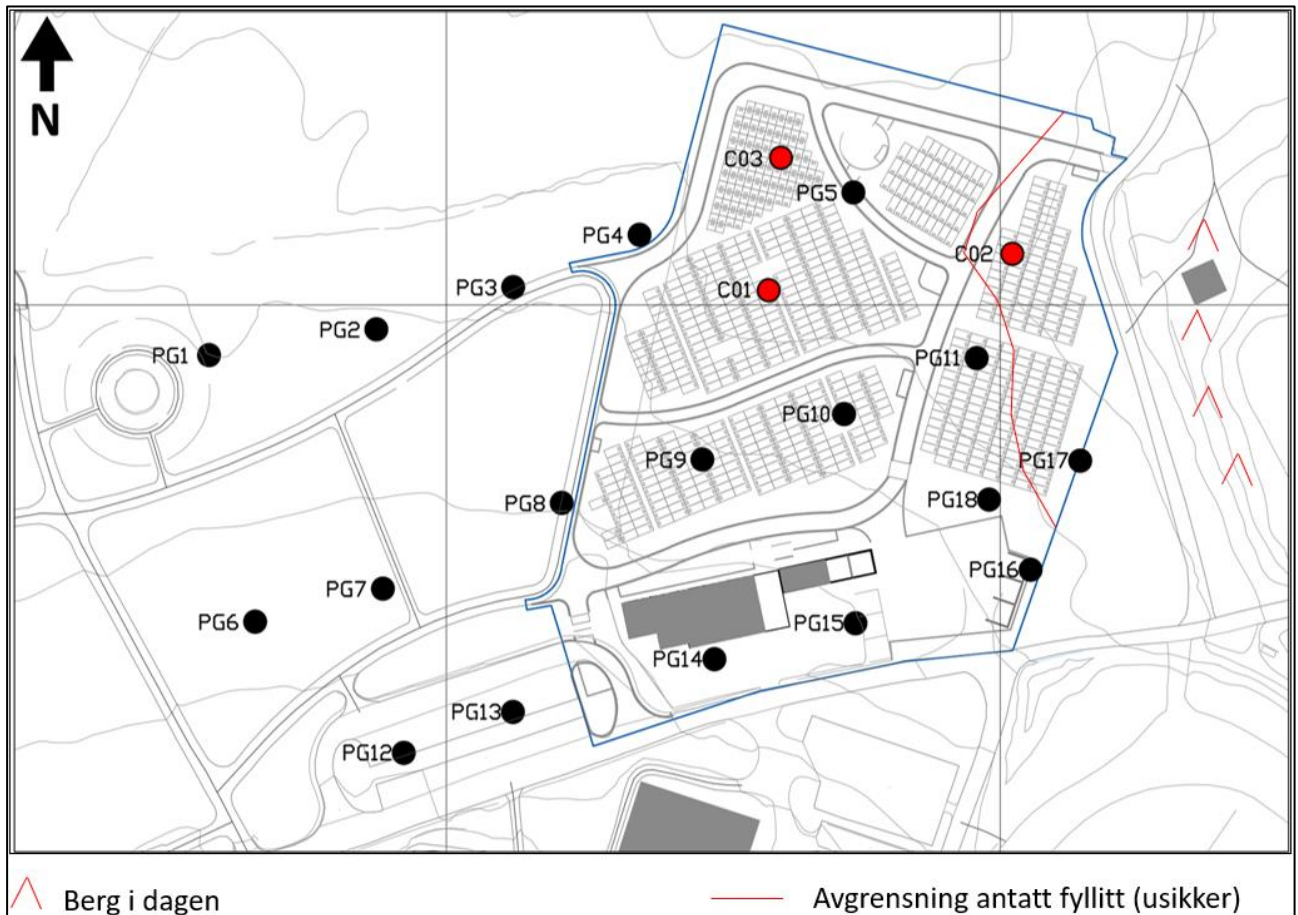 N
C03
PG5
PG4
C02
PG3
C01
PG2
PG1
PG11
PG10
PG9
PG17
PG8
PG18
PG16
PG7
PG6
PG15
PG14
PG13
PG12
Berg i dagen
Avgrensning antatt fyllitt (usikker)